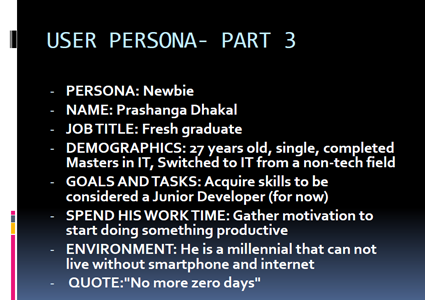 USER PERSONA- PART 3
- PERSONA: Newbie
- NAME: Prashanga Dhakal
- JOB TITLE: Fresh graduate
- DEMOGRAPHICS: 27 years old, single, completed
Masters in IT, Switched to IT from a non-tech field
- GOALS AND TASKS: Acquire skills to be
considered a Junior Developer (for now)
- SPEND HIS WORK TIME: Gather motivation to
start doing something productive
- ENVIRONMENT: He is a millennial that can not
live without smartphone and internet
- QUOTE:"No more zero days"